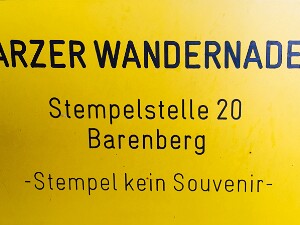 ARZER WANDERNADE
Stempelstelle 20
Barenberg
-Stempel kein Souvenir-